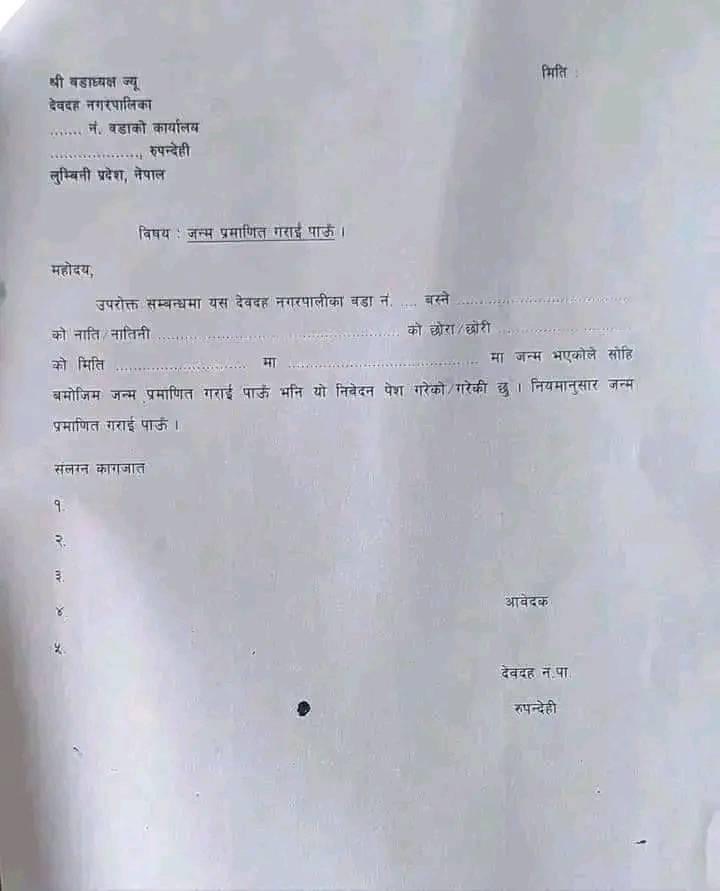 मिति :
श्री वडाध्यक्ष ज्यू
देवदह नगरपालिका
....... नं. वडाको कार्यालय
...................., रुपन्देही
लुम्बिनी प्रदेश, नेपाल
विषय : जन्म प्रमाणित गराई पाऊँ ।
महोदय,
उपरोक्त सम्बन्धमा यस देवदह नगरपालीका वडा नं. .... बस्ने ......................................
को नाति/नातिनी ...................................................... को छोरा/छोरी ..............................
को मिति ............................. मा .......................................... मा जन्म भएकोले सोहि
बमोजिम जन्म प्रमाणित गराई पाऊँ भनि यो निबेदन पेश गरेको/गरेकी छु । नियमानुसार जन्म
प्रमाणित गराई पाऊँ ।
संलग्न कागजात
१.
२.
३.
४
५.
आवेदक
देवदह न.पा.
रुपन्देही